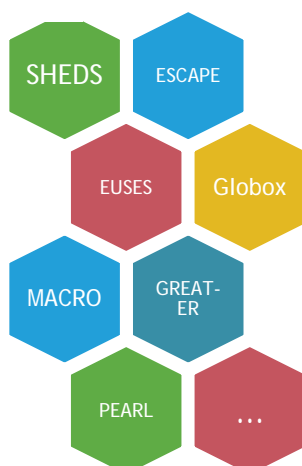 SHEDS
ESCAPE
EUSES
Globox
MACRO
GREAT-
ER
PEARL
...